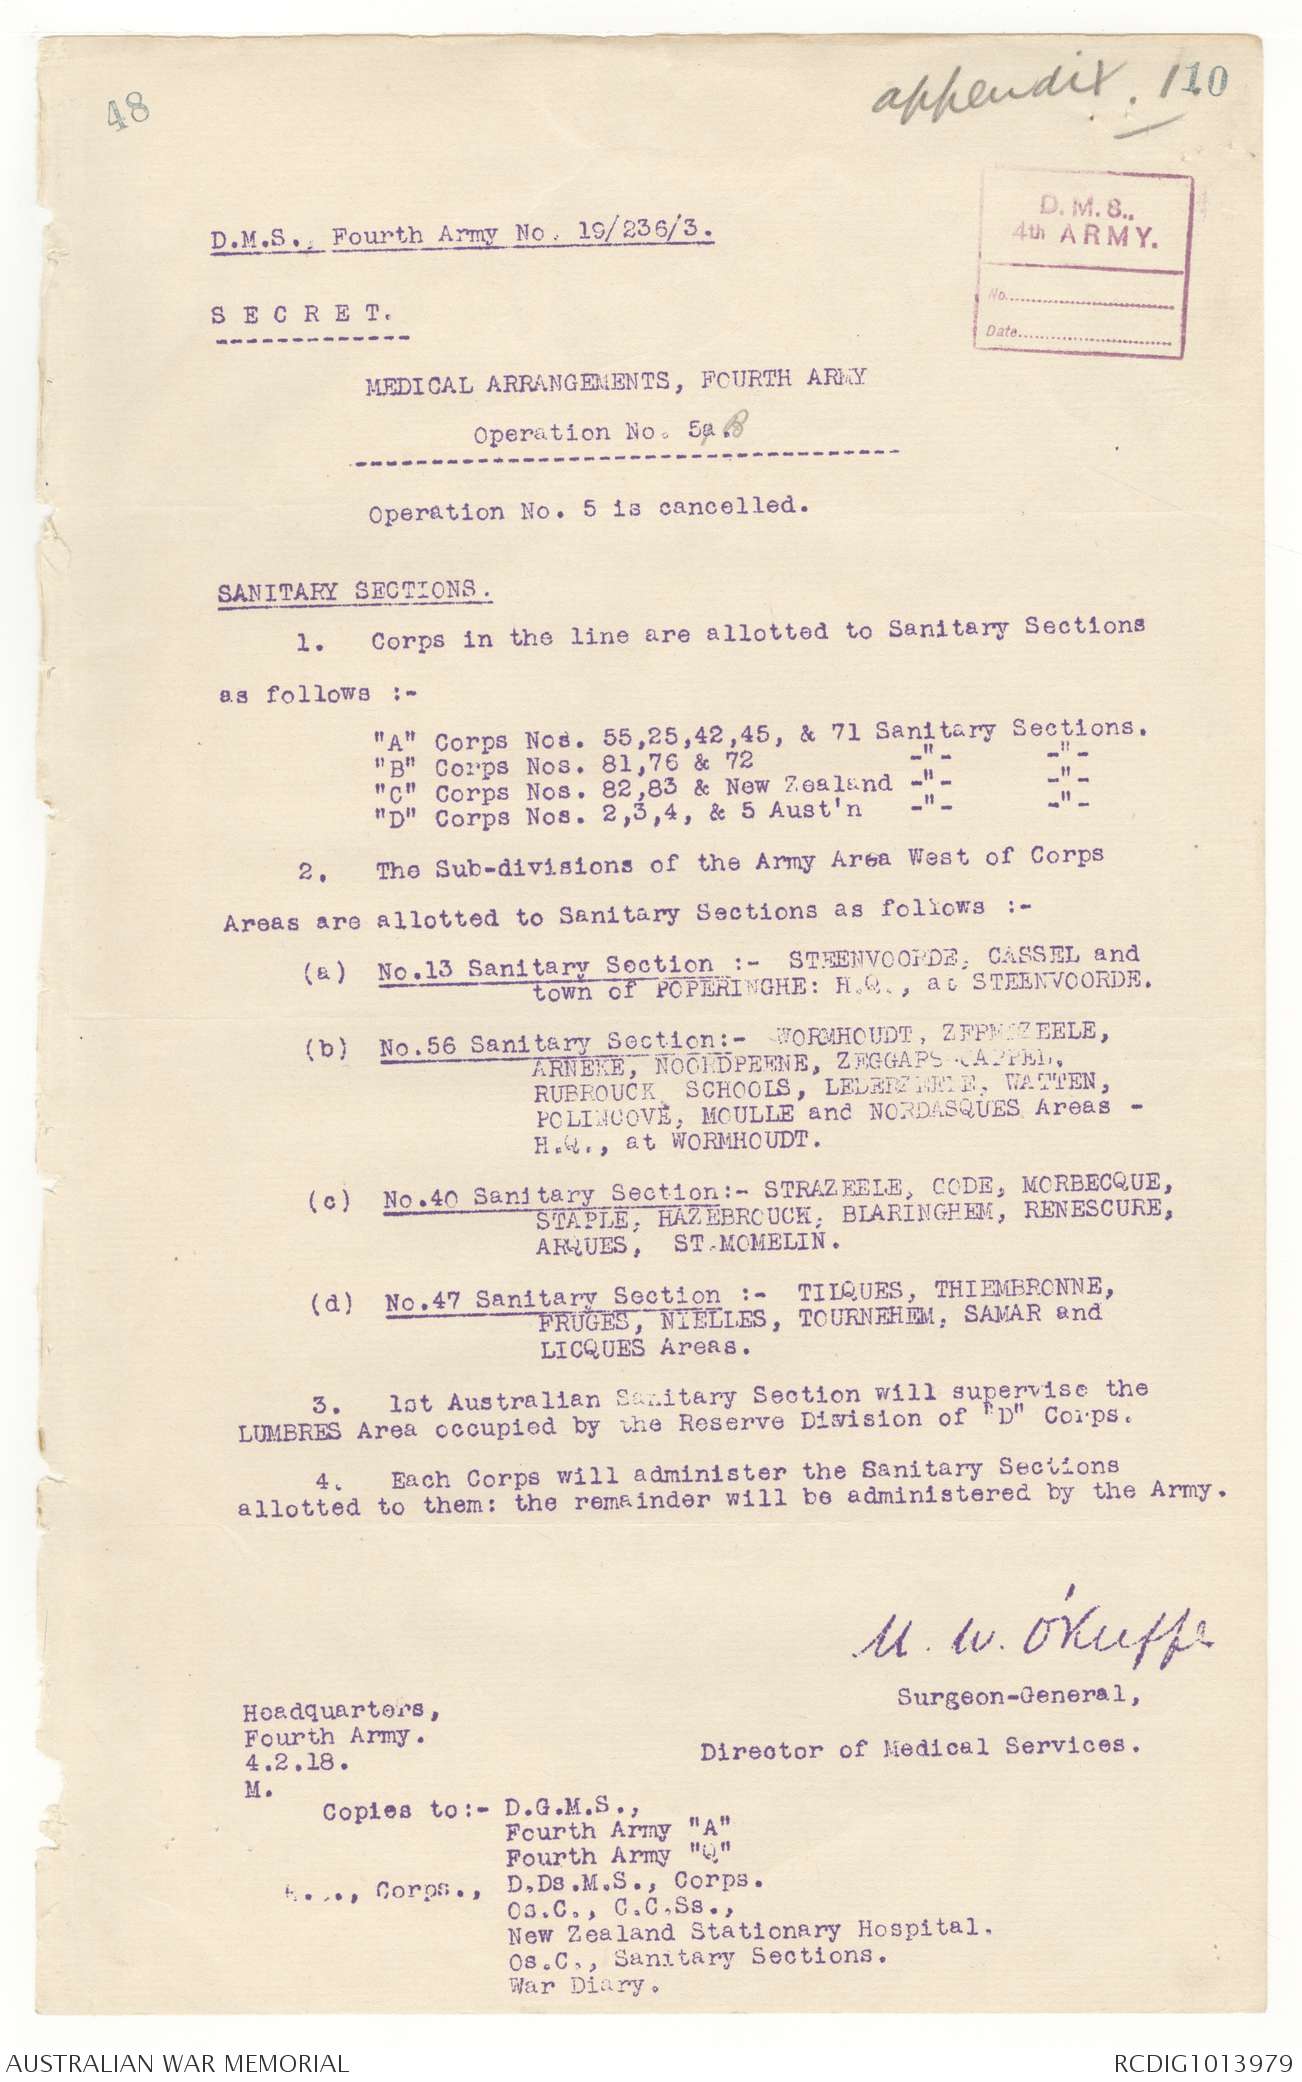 48
appendix. 1.
110
D.M.S.,
4th ARMY.
No.
Date
D.M.S., Fourth Army No. 19/236/3.
S E C R E T.
MEDICAL ARRANGEMENTS, FOURTH ARMY
Operation No. 5a. B
Operation No. 5 is cancelled.
SANITARY SECTIONS.
1. Corps in the line are allotted to Sanitary Sections
as follows :-
"A" Corps Nos. 55,25,42,45, & 71 Sanitary Sections.
"B" Corps Nos. 81,76 & 72 -"- -"-
"C" Corps Nos. 82,83 & New Zealand -"- -"-
"D" Corps Nos. 2,3,4, & 5 Aust'n -"- -"-
2. The Sub-divisions of the Army Area West of Corps
Areas are allotted to Sanitary Sections as follows :-
(a) No.13 Sanitary Section :- STEENVOORDE, CASSEL and
town of POPERINGHE: H.Q., at STEENVOORDE.
(b) No.56 Sanitary Section:- WORMHOUDT, ZERMEZEELE,
ARNEKE, NOORDPEENE, ZEGGARS-CAPPEL,
RUBROUCK, SCHOOLS, LEDERZEELE, WATTEN,
POLINCOVE, MOULLE and NORDASQUES Areas -
H.Q., at WORMHOUDT.
(c) No.40 Sanitary Section:- STRAZEELE, CODE, MORBECQUE,
STAPLE, HAZEBROUCK, BLARINGHEM, RENESCURE,
ARQUES, ST.MOMELIN.
(d) No.47 Sanitary Section :- TILQUES, THIEMBRONNE,
FRUGES, NIELLES, TOURNEHEM, SAMAR and
LICQUES Areas.
3. 1st Australian Sanitary Section will supervise the
LUMBRES Area occupied by the Reserve Division of "D" Corps.
4. Each Corps will administer the Sanitary Sections
allotted to them: the remainder will be administered by the Army.
M. W. O'Keeffe
Surgeon-General,
Director of Medical Services.
Headquarters,
Fourth Army.
4.2.18.
M.
Copies to:- D.G.M.S.,
Fourth Army "A"
Fourth Army "Q"
Corps., D.Ds.M.S., Corps.
Os.C., C.C.Ss.,
New Zealand Stationary Hospital.
Os.C., Sanitary Sections.
War Diary.
AUSTRALIAN WAR MEMORIAL
RCDIG1013979